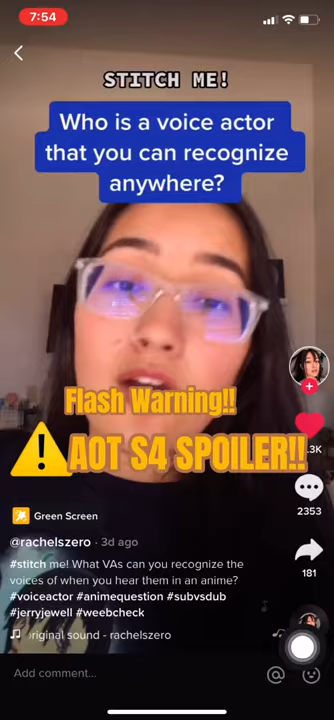 7:54
STITCH ME!
Who is a voice actor
that you can recognize
anywhere?
Flash Warning!!
AOT S4 SPOILER!!
.3K
2353
181
Green Screen
@rachelszero · 3d ago
#stitch me! What VAs can you recognize
the voices of when you hear them in an anime?
#voiceactor #animequestion #subvsdub
#jerryjewell #weebcheck
riginal sound - rachelszero
Add comment...